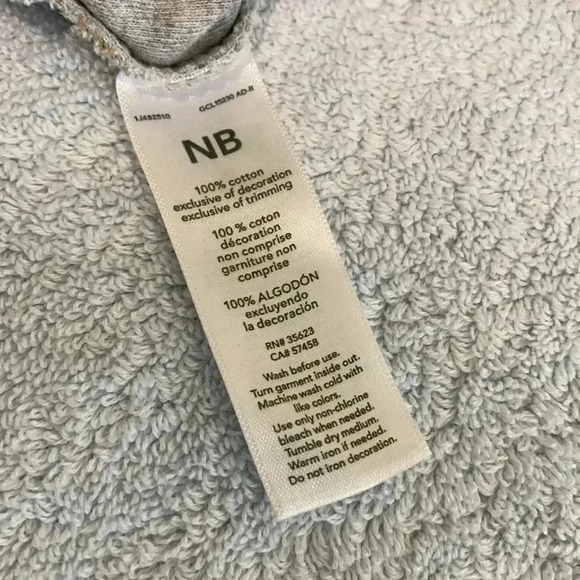 1J482510 GCL15230 AD-R
NB
100% cotton
exclusive of decoration
exclusive of trimming
100 % coton
décoration
non comprise
garniture non
comprise
100% ALGODÓN
excluyendo
la decoración
RN# 35623
CA# 57458
Wash before use.
Turn garment inside out.
Machine wash cold with
like colors.
Use only non-chlorine
bleach when needed.
Tumble dry medium.
Warm iron if needed.
Do not iron decoration.